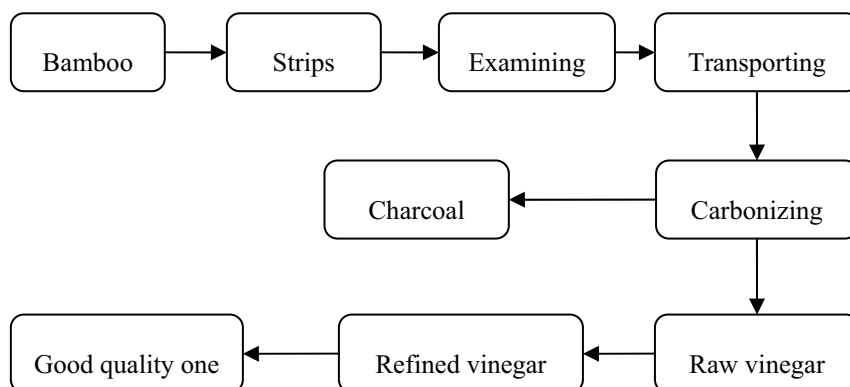 Bamboo
Strips
Examining
Transporting
Charcoal
Carbonizing
Good quality one
Refined vinegar
Raw vinegar